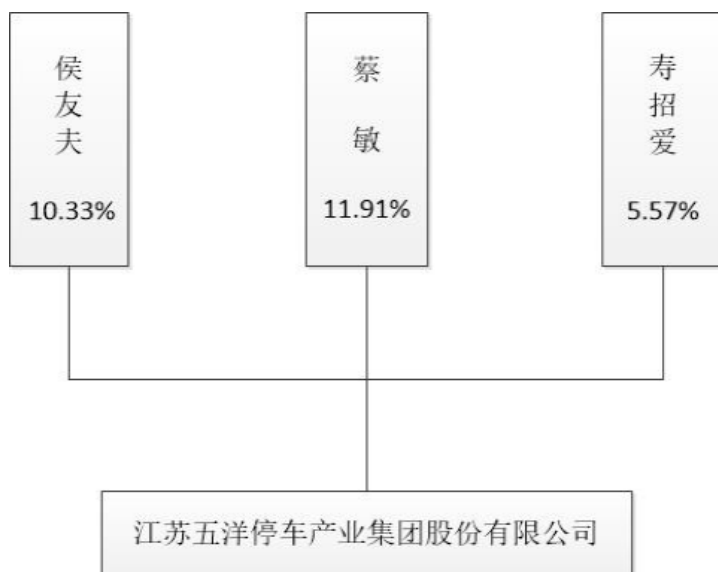 侯友夫
10.33%
蔡敏
11.91%
寿招爱
5.57%
江苏五洋停车产业集团股份有限公司